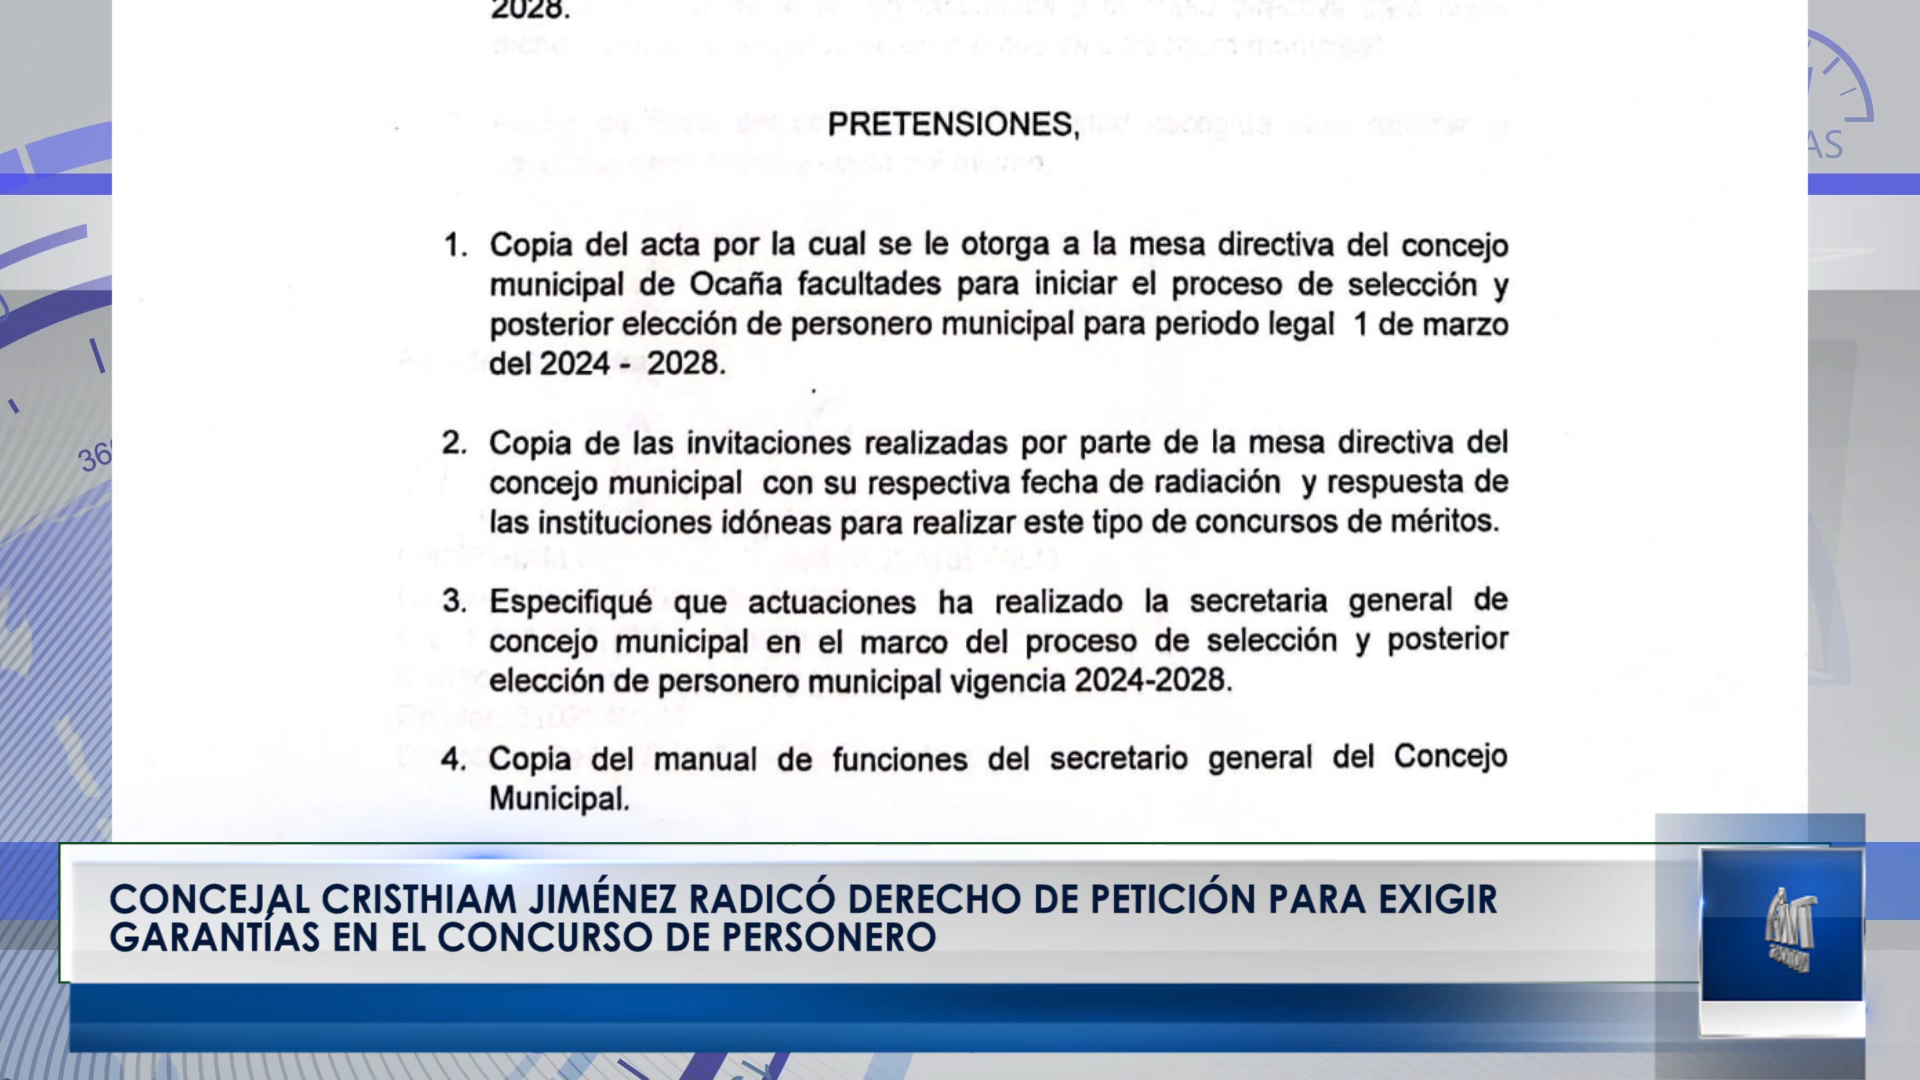 2028.
PRETENSIONES,
1. Copia del acta por la cual se le otorga a la mesa directiva del concejo
municipal de Ocaña facultades para iniciar el proceso de selección y
posterior elección de personero municipal para periodo legal 1 de marzo
del 2024 - 2028.
2. Copia de las invitaciones realizadas por parte de la mesa directiva del
concejo municipal con su respectiva fecha de radiación y respuesta de
las instituciones idóneas para realizar este tipo de concursos de méritos.
3. Especifiqué que actuaciones ha realizado la secretaria general de
concejo municipal en el marco del proceso de selección y posterior
elección de personero municipal vigencia 2024-2028.
4. Copia del manual de funciones del secretario general del Concejo
Municipal.
CONCEJAL CRISTHIAM JIMÉNEZ RADICÓ DERECHO DE PETICIÓN PARA EXIGIR
GARANTÍAS EN EL CONCURSO DE PERSONERO